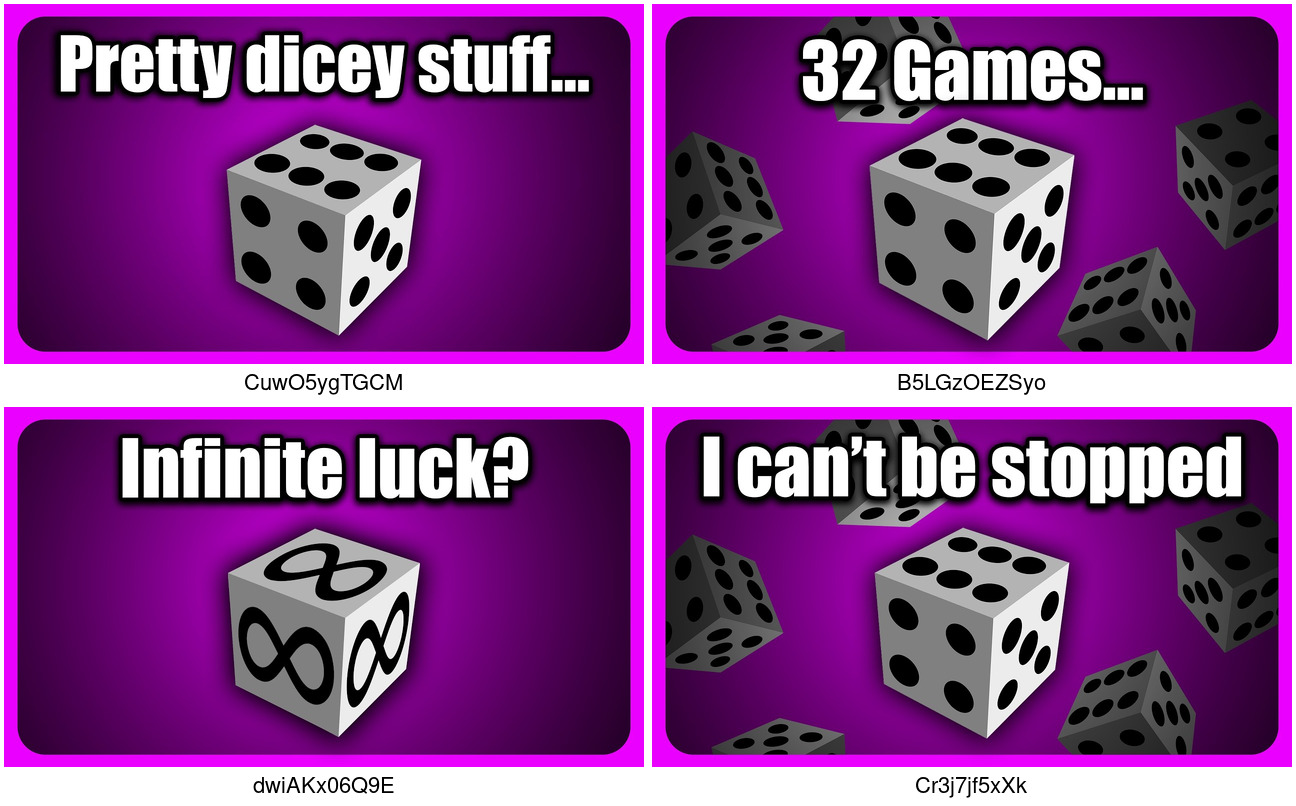 Pretty dicey stuff...
32 Games...
CuwO5ygTGCM
B5LGzOEZSyo
Infinite luck?
I can't be stopped
dwiAKx06Q9E
Cr3j7jf5xXk